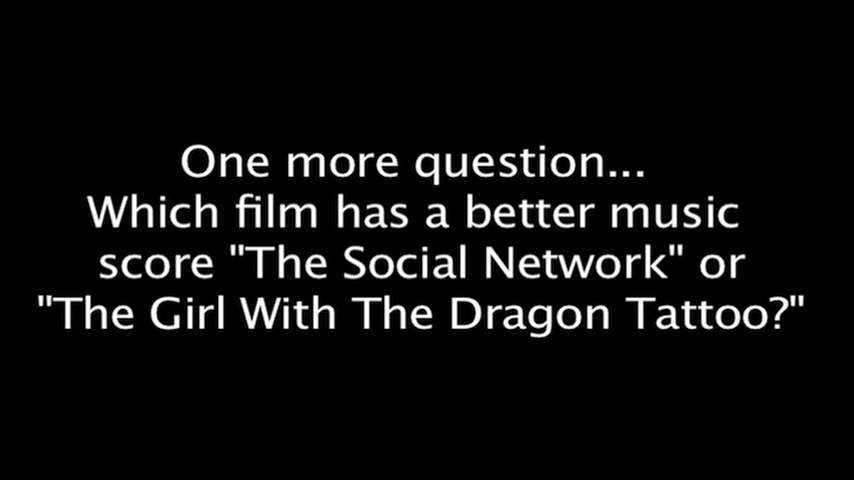 One more question...
Which film has a better music
score "The Social Network" or
"The Girl With The Dragon Tattoo?"